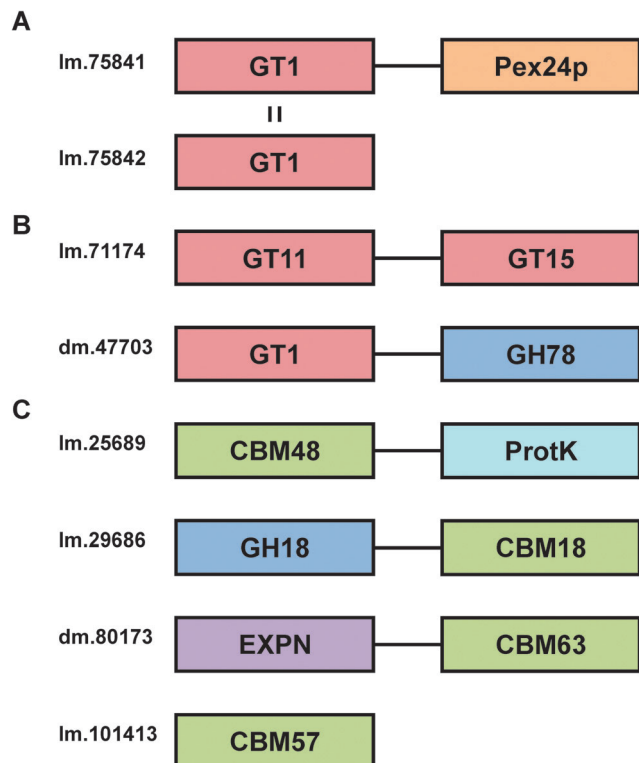 A
lm.75841 GT1 Pex24p
=
lm.75842 GT1
B
lm.71174 GT11 GT15
dm.47703 GT1 GH78
C
lm.25689 CBM48 ProtK
lm.29686 GH18 CBM18
dm.80173 EXPN CBM63
lm.101413 CBM57